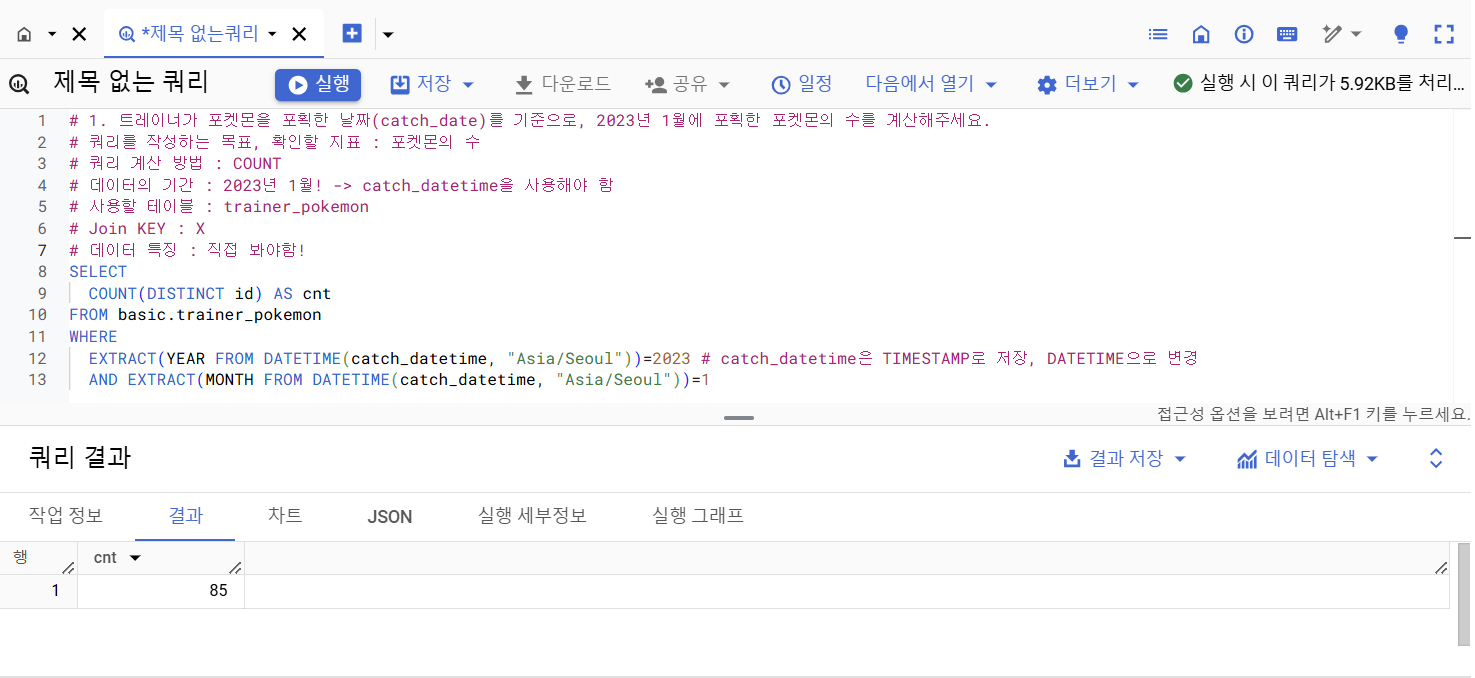 *제목 없는쿼리
제목 없는 쿼리 실행 저장 다운로드 공유 일정 다음에서 열기 더보기 실행 시 이 쿼리가 5.92KB를 처리...
1 # 1. 트레이너가 포켓몬을 포획한 날짜(catch_date)를 기준으로, 2023년 1월에 포획한 포켓몬의 수를 계산해주세요.
2 # 쿼리를 작성하는 목표, 확인할 지표 : 포켓몬의 수
3 # 쿼리 계산 방법 : COUNT
4 # 데이터의 기간 : 2023년 1월! -> catch_datetime을 사용해야 함
5 # 사용할 테이블 : trainer_pokemon
6 # Join KEY : X
7 # 데이터 특징 : 직접 봐야함!
8 SELECT
9 COUNT(DISTINCT id) AS cnt
10 FROM basic.trainer_pokemon
11 WHERE
12 EXTRACT(YEAR FROM DATETIME(catch_datetime, "Asia/Seoul"))=2023 # catch_datetime은 TIMESTAMP로 저장, DATETIME으로 변경
13 AND EXTRACT(MONTH FROM DATETIME(catch_datetime, "Asia/Seoul"))=1
접근성 옵션을 보려면 Alt+F1 키를 누르세요.
쿼리 결과 결과 저장 데이터 탐색
작업 정보 결과 차트 JSON 실행 세부정보 실행 그래프
행 cnt
1 85